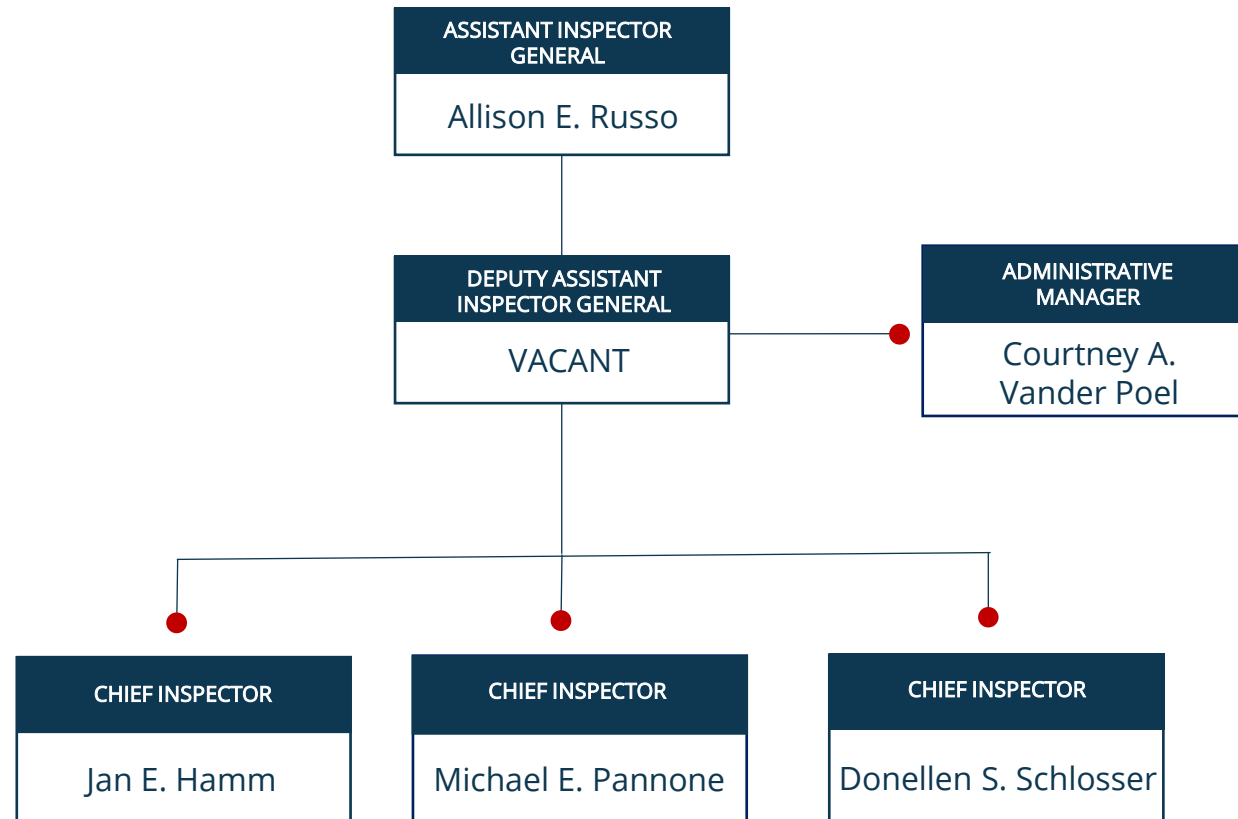 ASSISTANT INSPECTOR
GENERAL
Allison E. Russo
DEPUTY ASSISTANT
INSPECTOR GENERAL
VACANT
ADMINISTRATIVE
MANAGER
Courtney A.
Vander Poel
CHIEF INSPECTOR
Jan E. Hamm
CHIEF INSPECTOR
Michael E. Pannone
CHIEF INSPECTOR
Donellen S. Schlosser